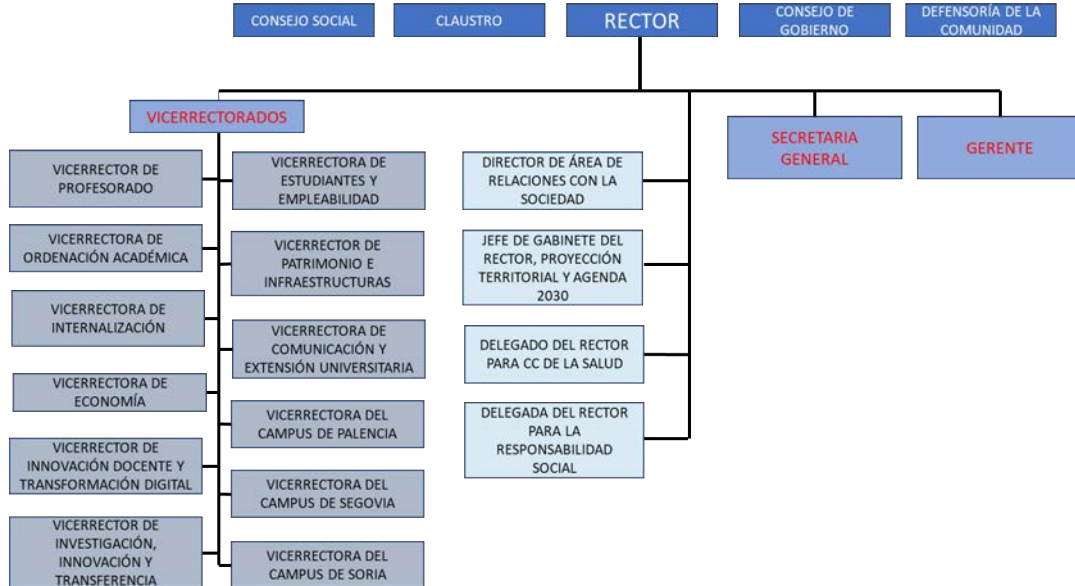 CONSEJO SOCIAL
CLAUSTRO
RECTOR
CONSEJO DE
GOBIERNO
DEFENSORÍA DE LA
COMUNIDAD
VICERRECTORADOS
SECRETARIA
GENERAL
GERENTE
VICERRECTOR DE
PROFESORADO
VICERRECTORA DE
ORDENACIÓN ACADÉMICA
VICERRECTORA DE
INTERNALIZACIÓN
VICERRECTORA DE
ECONOMÍA
VICERRECTOR DE
INNOVACIÓN DOCENTE Y
TRANSFORMACIÓN DIGITAL
VICERRECTOR DE
INVESTIGACIÓN,
INNOVACIÓN Y
TRANSFERENCIA
VICERRECTORA DE
ESTUDIANTES Y
EMPLEABILIDAD
VICERRECTOR DE
PATRIMONIO E
INFRAESTRUCTURAS
VICERRECTORA DE
COMUNICACIÓN Y
EXTENSIÓN UNIVERSITARIA
VICERRECTORA DEL
CAMPUS DE PALENCIA
VICERRECTORA DEL
CAMPUS DE SEGOVIA
VICERRECTORA DEL
CAMPUS DE SORIA
DIRECTOR DE ÁREA DE
RELACIONES CON LA
SOCIEDAD
JEFE DE GABINETE DEL
RECTOR, PROYECCIÓN
TERRITORIAL Y AGENDA
2030
DELEGADO DEL RECTOR
PARA CC DE LA SALUD
DELEGADA DEL RECTOR
PARA LA
RESPONSABILIDAD
SOCIAL